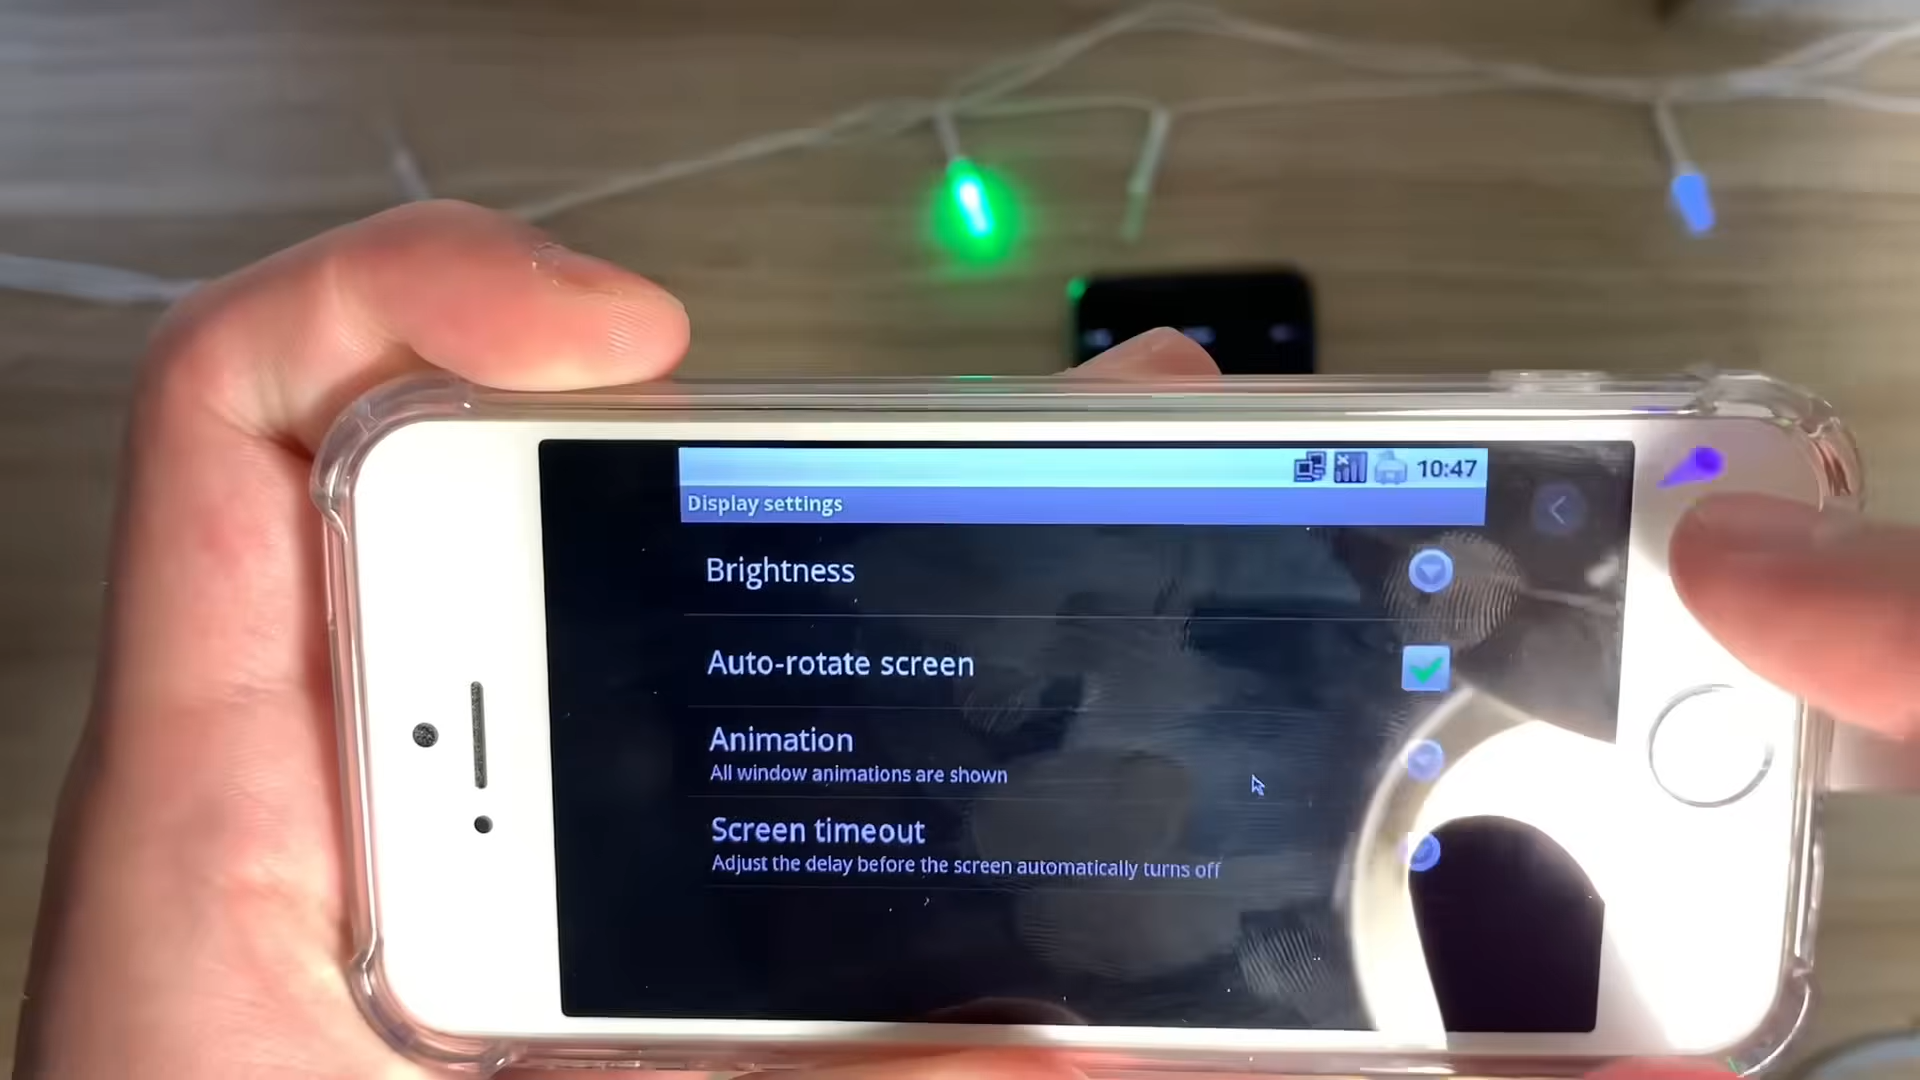 10:47
Display settings
Brightness
Auto-rotate screen
Animation
All window animations are shown
Screen timeout
Adjust the delay before the screen automatically turns off